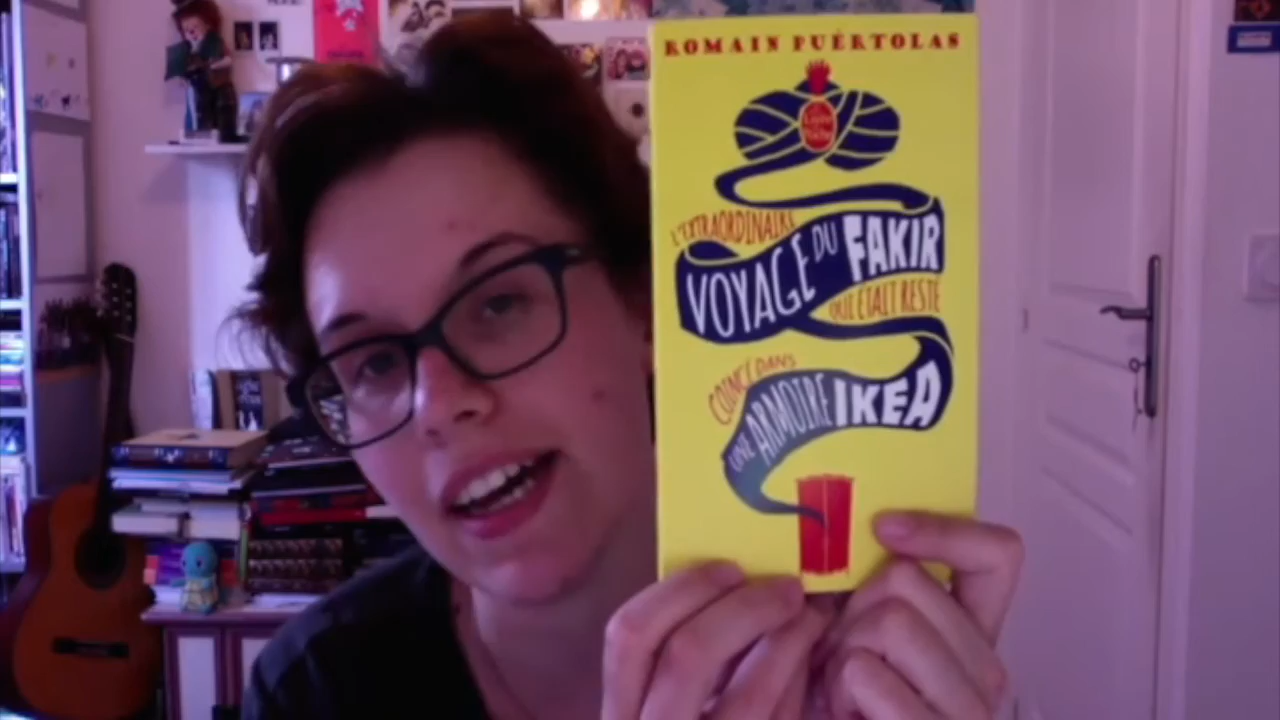 ROMAIN PUÉRTOLAS
L'EXTRAORDINAIRE
VOYAGE DU FAKIR
QUI ÉTAIT RESTÉ
COINCÉ DANS
UNE ARMOIRE IKEA